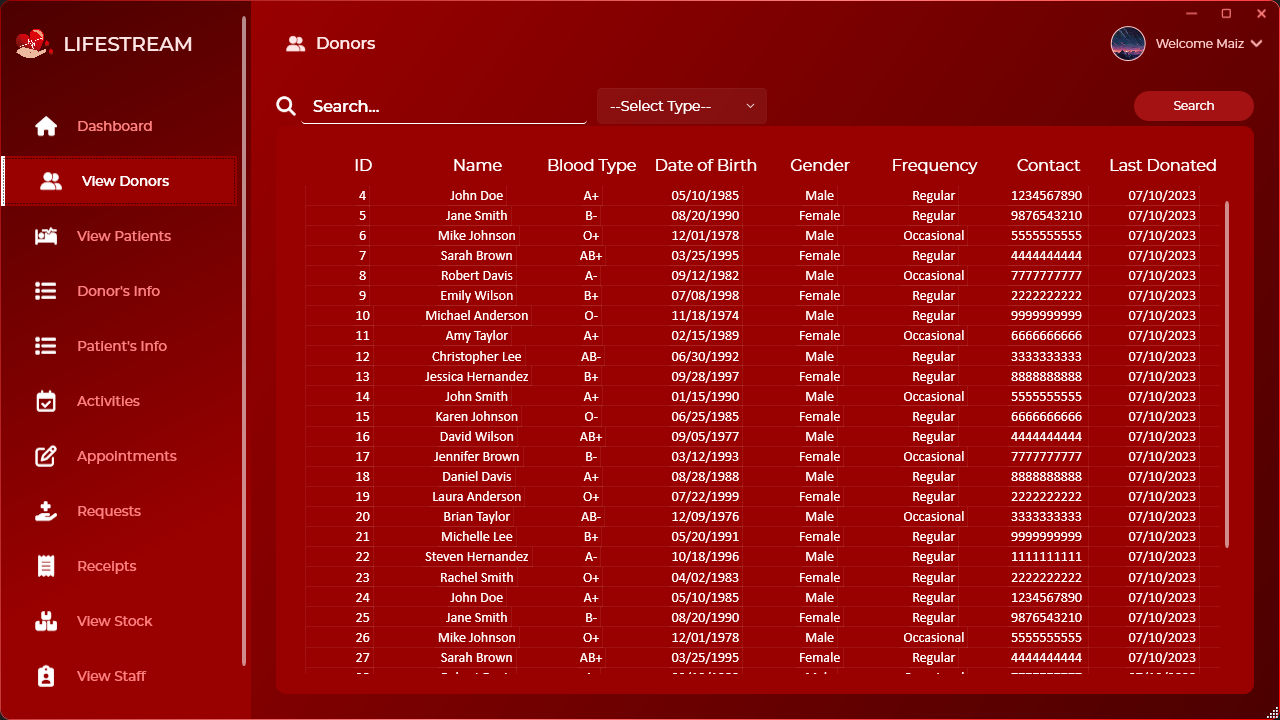 LIFESTREAM
Donors
Welcome Maiz
Search...
--Select Type--
Search
Dashboard
View Donors
View Patients
Donor's Info
Patient's Info
Activities
Appointments
Requests
Receipts
View Stock
View Staff
ID Name Blood Type Date of Birth Gender Frequency Contact Last Donated
4 John Doe A+ 05/10/1985 Male Regular 1234567890 07/10/2023
5 Jane Smith B- 08/20/1990 Female Regular 9876543210 07/10/2023
6 Mike Johnson O+ 12/01/1978 Male Occasional 5555555555 07/10/2023
7 Sarah Brown AB+ 03/25/1995 Female Regular 4444444444 07/10/2023
8 Robert Davis A- 09/12/1982 Male Occasional 7777777777 07/10/2023
9 Emily Wilson B+ 07/08/1998 Female Regular 2222222222 07/10/2023
10 Michael Anderson O- 11/18/1974 Male Regular 9999999999 07/10/2023
11 Amy Taylor A+ 02/15/1989 Female Occasional 6666666666 07/10/2023
12 Christopher Lee AB- 06/30/1992 Male Regular 3333333333 07/10/2023
13 Jessica Hernandez B+ 09/28/1997 Female Regular 8888888888 07/10/2023
14 John Smith A+ 01/15/1990 Male Occasional 5555555555 07/10/2023
15 Karen Johnson O- 06/25/1985 Female Regular 6666666666 07/10/2023
16 David Wilson AB+ 09/05/1977 Male Regular 4444444444 07/10/2023
17 Jennifer Brown B- 03/12/1993 Female Occasional 7777777777 07/10/2023
18 Daniel Davis A+ 08/28/1988 Male Regular 8888888888 07/10/2023
19 Laura Anderson O+ 07/22/1999 Female Regular 2222222222 07/10/2023
20 Brian Taylor AB- 12/09/1976 Male Occasional 3333333333 07/10/2023
21 Michelle Lee B+ 05/20/1991 Female Regular 9999999999 07/10/2023
22 Steven Hernandez A- 10/18/1996 Male Regular 1111111111 07/10/2023
23 Rachel Smith O+ 04/02/1983 Female Regular 2222222222 07/10/2023
24 John Doe A+ 05/10/1985 Male Regular 1234567890 07/10/2023
25 Jane Smith B- 08/20/1990 Female Regular 9876543210 07/10/2023
26 Mike Johnson O+ 12/01/1978 Male Occasional 5555555555 07/10/2023
27 Sarah Brown AB+ 03/25/1995 Female Regular 4444444444 07/10/2023